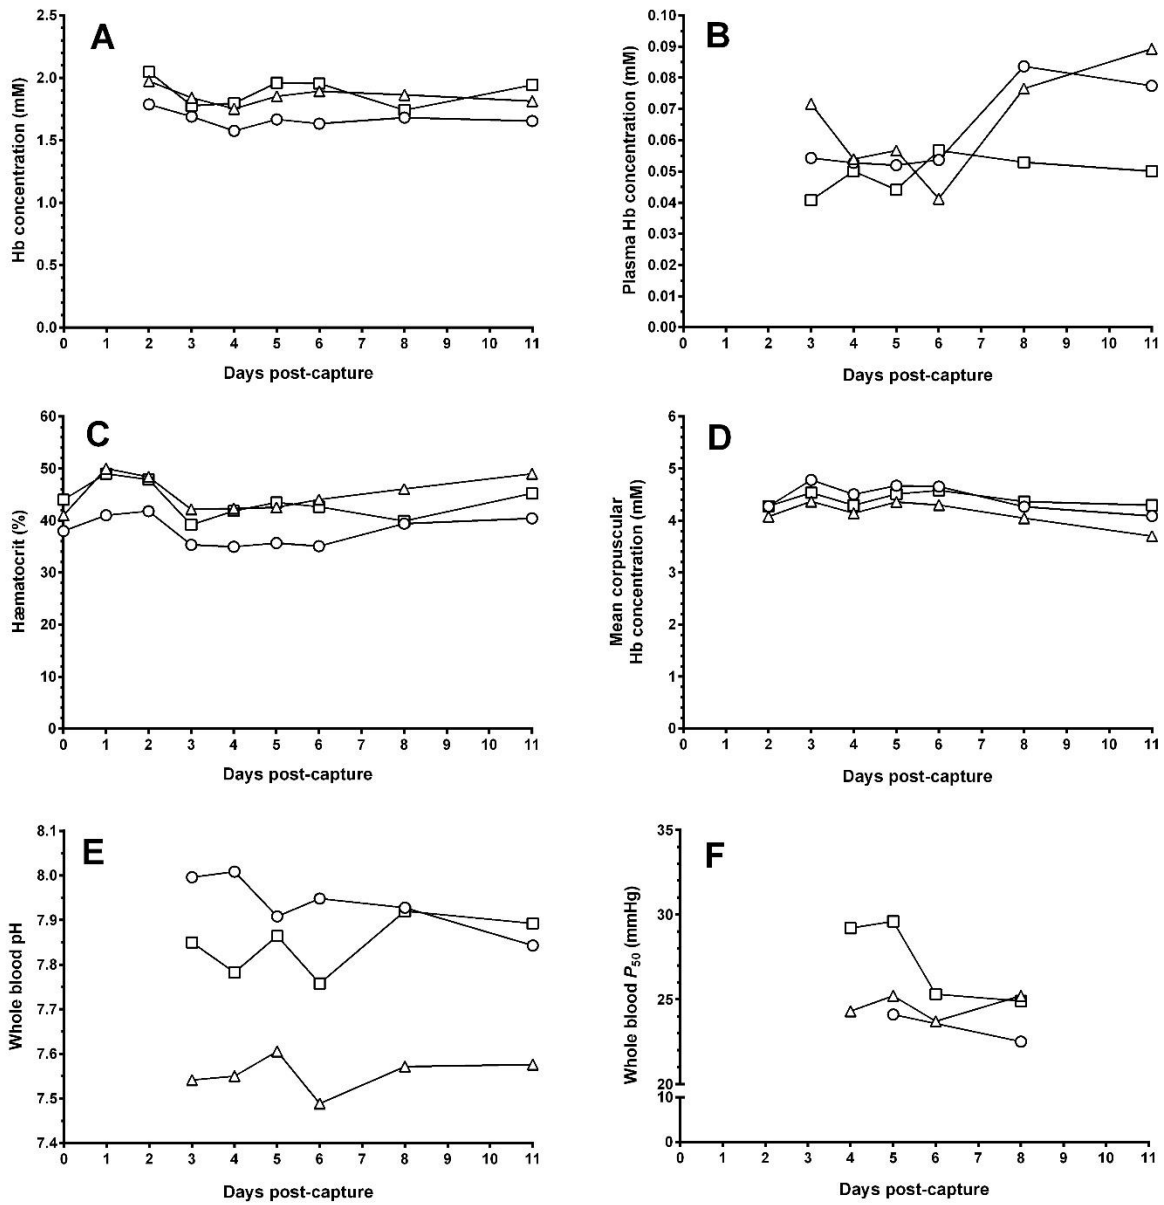 A
Hb concentration (mM)
2.5
2.0
1.5
1.0
0.5
0.0
0 1 2 3 4 5 6 7 8 9 10 11
Days post-capture
B
Plasma Hb concentration (mM)
0.10
0.09
0.08
0.07
0.06
0.05
0.04
0.03
0.02
0.01
0.00
0 1 2 3 4 5 6 7 8 9 10 11
Days post-capture
C
Hæmatocrit (%)
60
50
40
30
20
10
0
0 1 2 3 4 5 6 7 8 9 10 11
Days post-capture
D
Mean corpuscular
Hb concentration (mM)
6
5
4
3
2
1
0
0 1 2 3 4 5 6 7 8 9 10 11
Days post-capture
E
Whole blood pH
8.1
8.0
7.9
7.8
7.7
7.6
7.5
7.4
0 1 2 3 4 5 6 7 8 9 10 11
Days post-capture
F
Whole blood P50 (mmHg)
35
30
25
20
10
0
0 1 2 3 4 5 6 7 8 9 10 11
Days post-capture